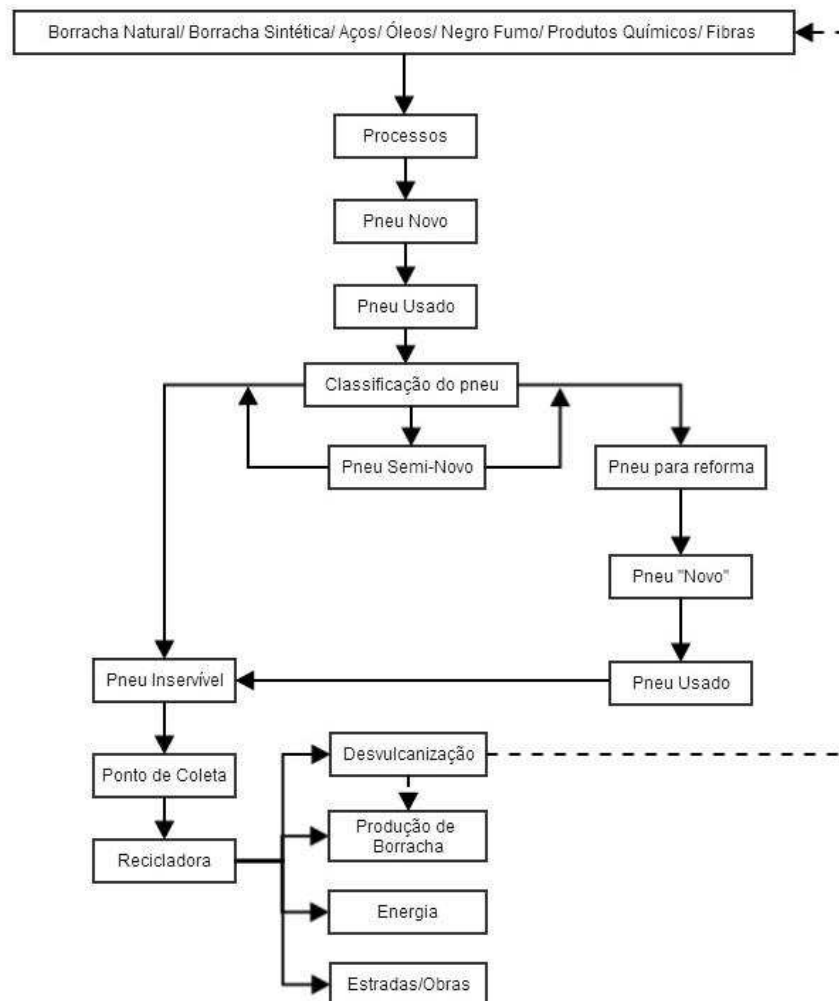 Borracha Natural/ Borracha Sintética/ Aços/ Óleos/ Negro Fumo/ Produtos Químicos/ Fibras
Processos
Pneu Novo
Pneu Usado
Classificação do pneu
Pneu Semi-Novo
Pneu para reforma
Pneu "Novo"
Pneu Inservível
Pneu Usado
Ponto de Coleta
Desvulcanização
Produção de
Borracha
Recicladora
Energia
Estradas/Obras